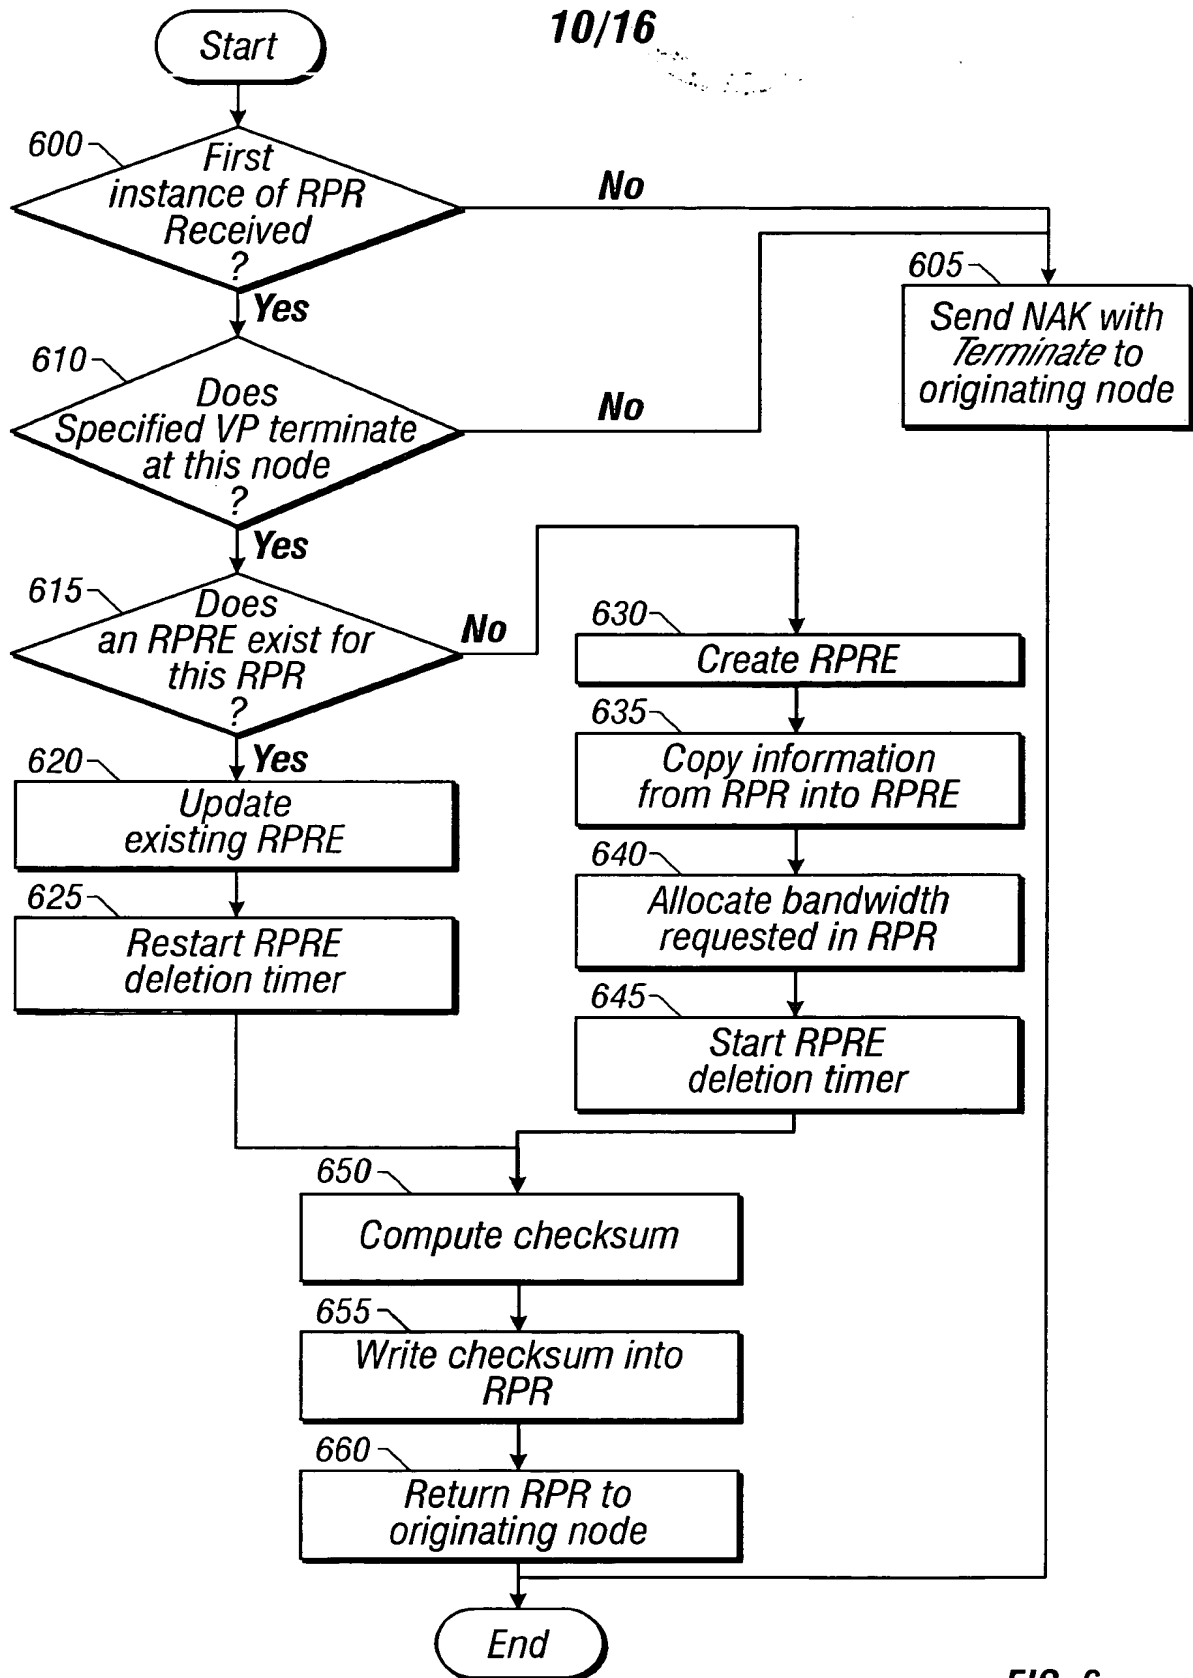 10/16
Start
600
First
instance of RPR
Received
?
No
Yes
605
Send NAK with
Terminate to
originating node
610
Does
Specified VP terminate
at this node
?
No
Yes
615
Does
an RPRE exist for
this RPR
?
No
Yes
620
Update
existing RPRE
625
Restart RPRE
deletion timer
630
Create RPRE
635
Copy information
from RPR into RPRE
640
Allocate bandwidth
requested in RPR
645
Start RPRE
deletion timer
650
Compute checksum
655
Write checksum into
RPR
660
Return RPR to
originating node
End
FIG. 6